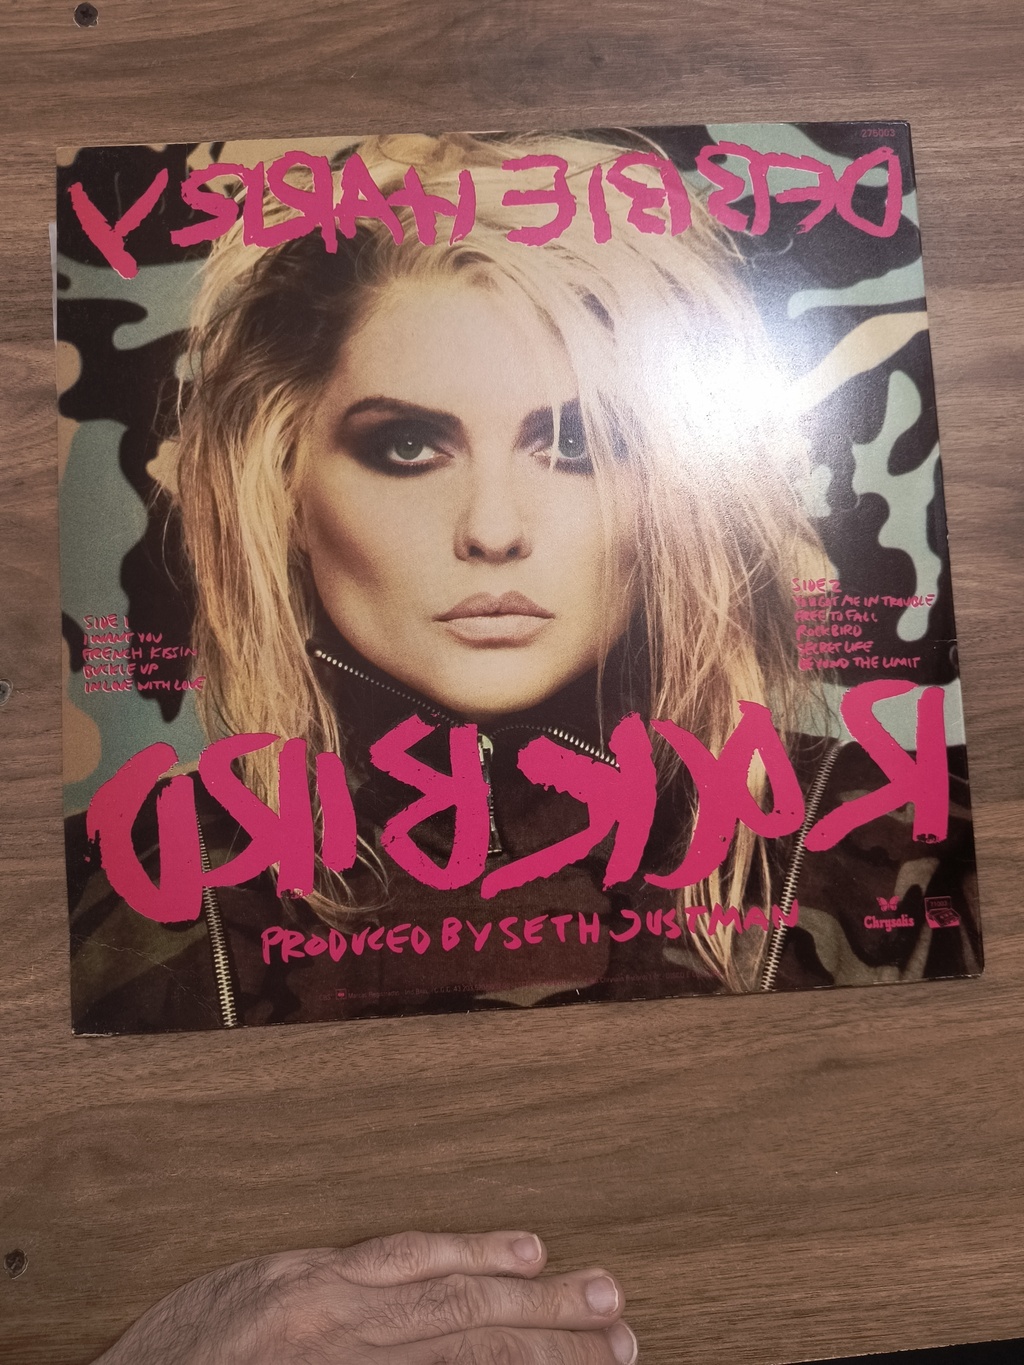 275003
DEBBIE HARRY
SIDE 1
I WANT YOU
FRENCH KISSIN
BUCKLE UP
IN LOVE WITH LOVE
SIDE 2
YOU GOT ME IN TROUBLE
FREE TO FALL
ROCKBIRD
SECRET LIFE
BEYOND THE LIMIT
ROCKBIRD
PRODUCED BY SETH JUSTMAN
Chrysalis